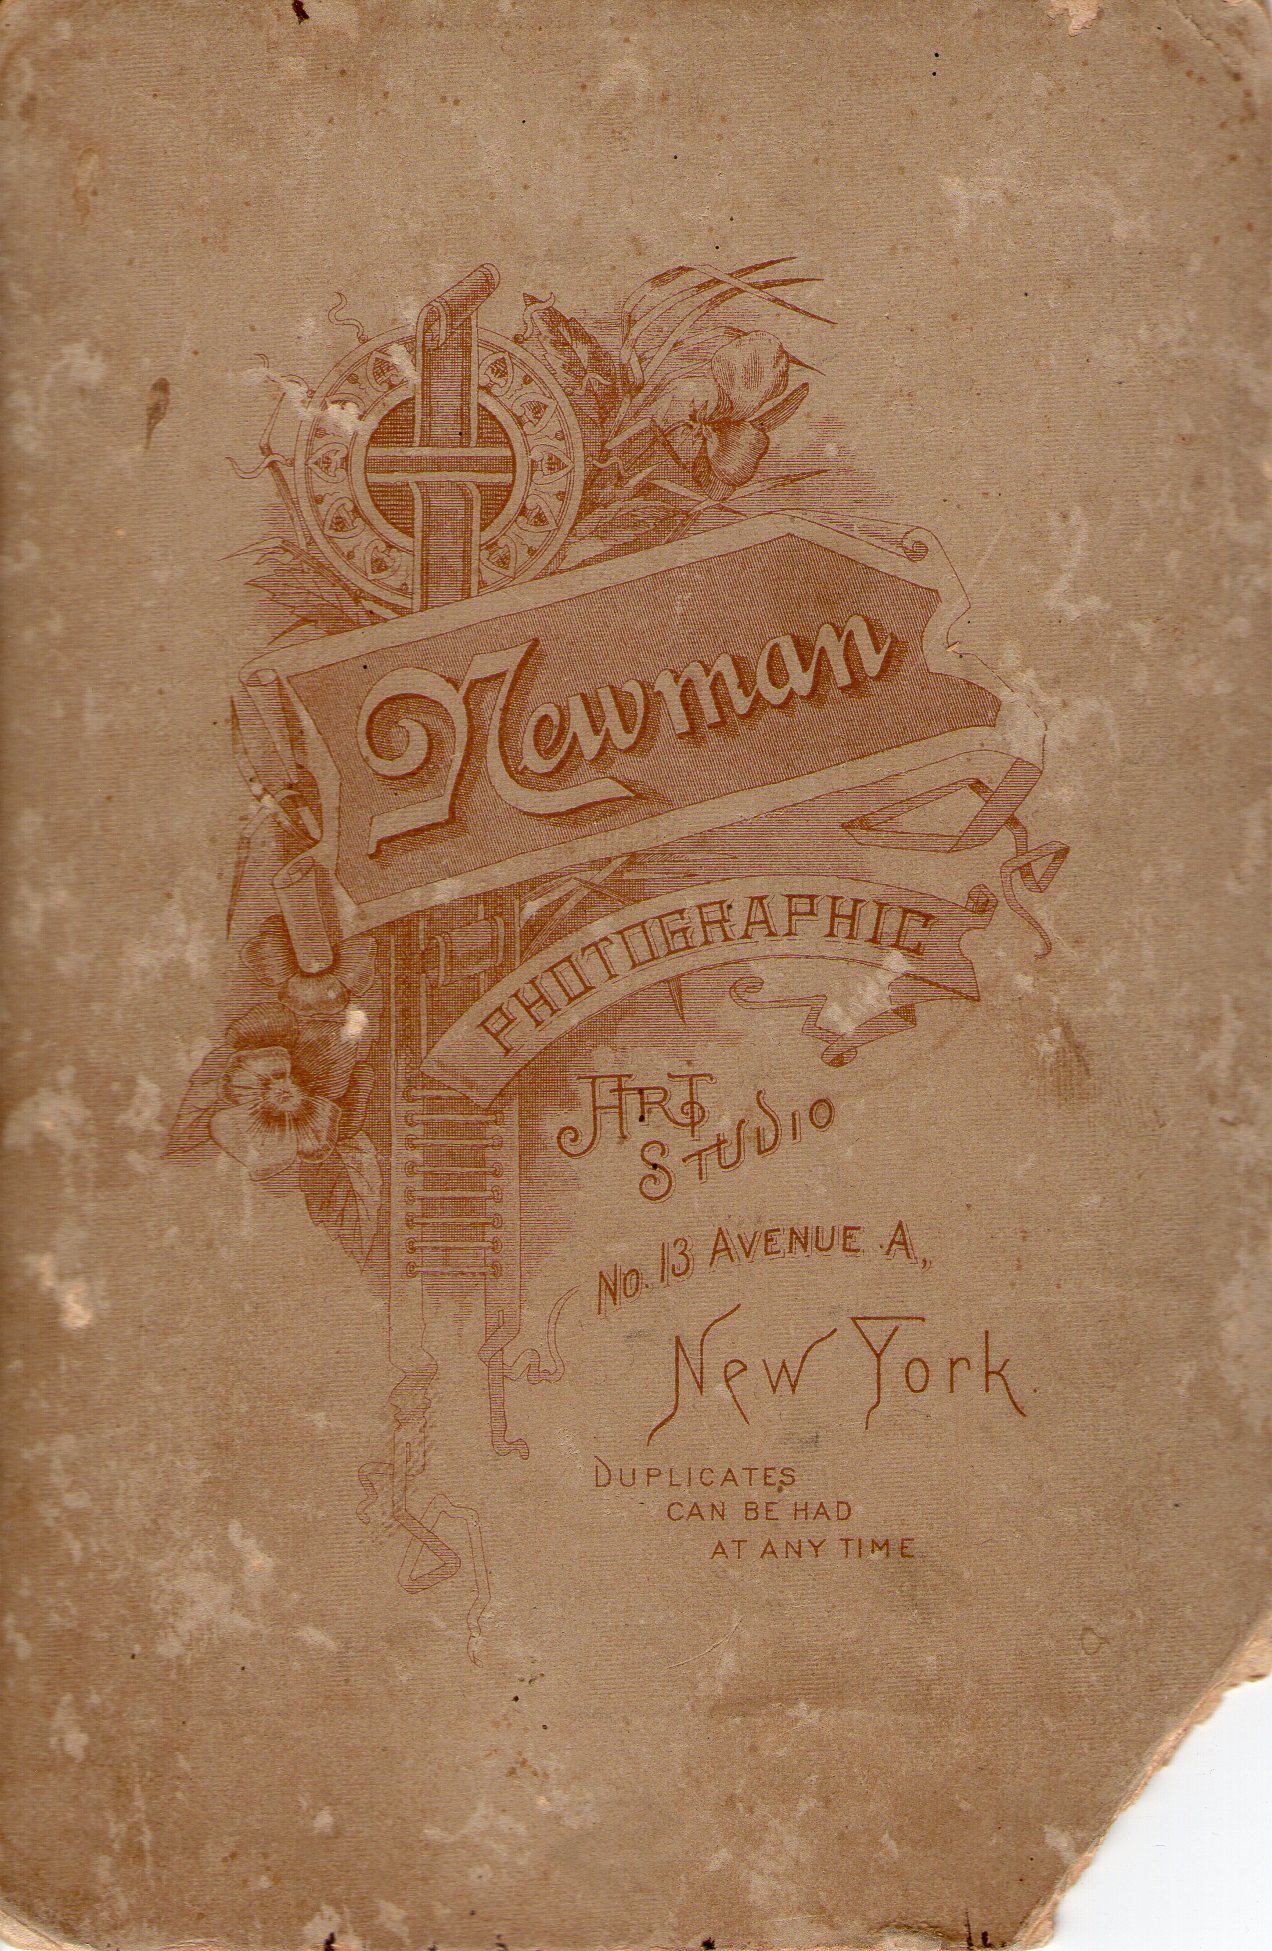 Newman
PHOTOGRAPHIC
ART
STUDIO
No. 13 AVENUE A,
New York.
DUPLICATES
CAN BE HAD
AT ANY TIME